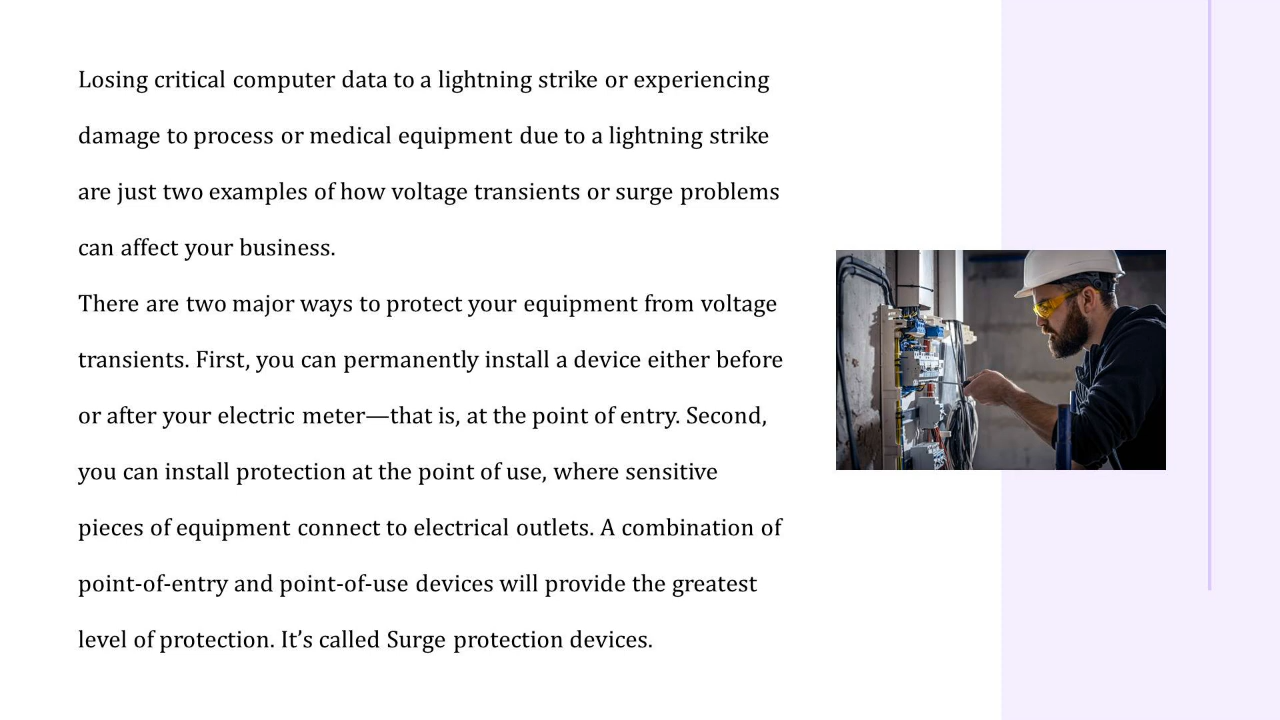 Losing critical computer data to a lightning strike or experiencing
damage to process or medical equipment due to a lightning strike
are just two examples of how voltage transients or surge problems
can affect your business.
There are two major ways to protect your equipment from voltage
transients. First, you can permanently install a device either before
or after your electric meter—that is, at the point of entry. Second,
you can install protection at the point of use, where sensitive
pieces of equipment connect to electrical outlets. A combination of
point-of-entry and point-of-use devices will provide the greatest
level of protection. It’s called Surge protection devices.